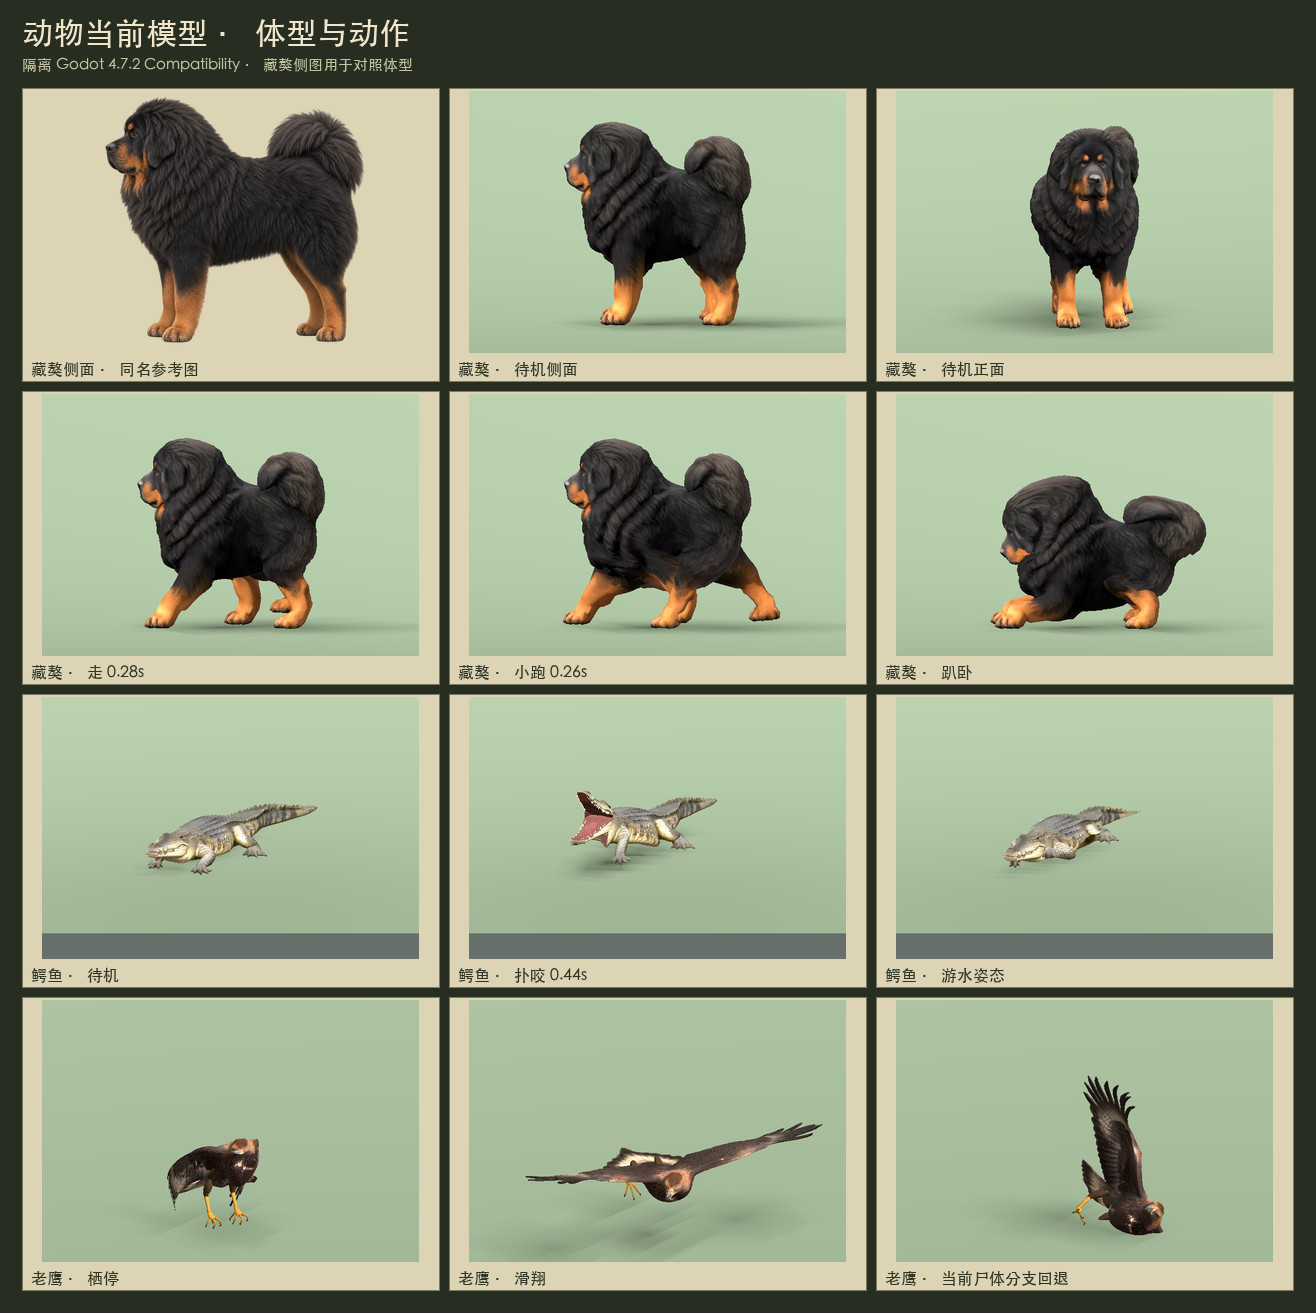 动物当前模型 · 体型与动作
隔离 Godot 4.7.2 Compatibility · 藏獒侧图用于对照体型
藏獒侧面 · 同名参考图
藏獒 · 待机侧面
藏獒 · 待机正面
藏獒 · 走 0.28s
藏獒 · 小跑 0.26s
藏獒 · 趴卧
鳄鱼 · 待机
鳄鱼 · 扑咬 0.44s
鳄鱼 · 游水姿态
老鹰 · 栖停
老鹰 · 滑翔
老鹰 · 当前尸体分支回退